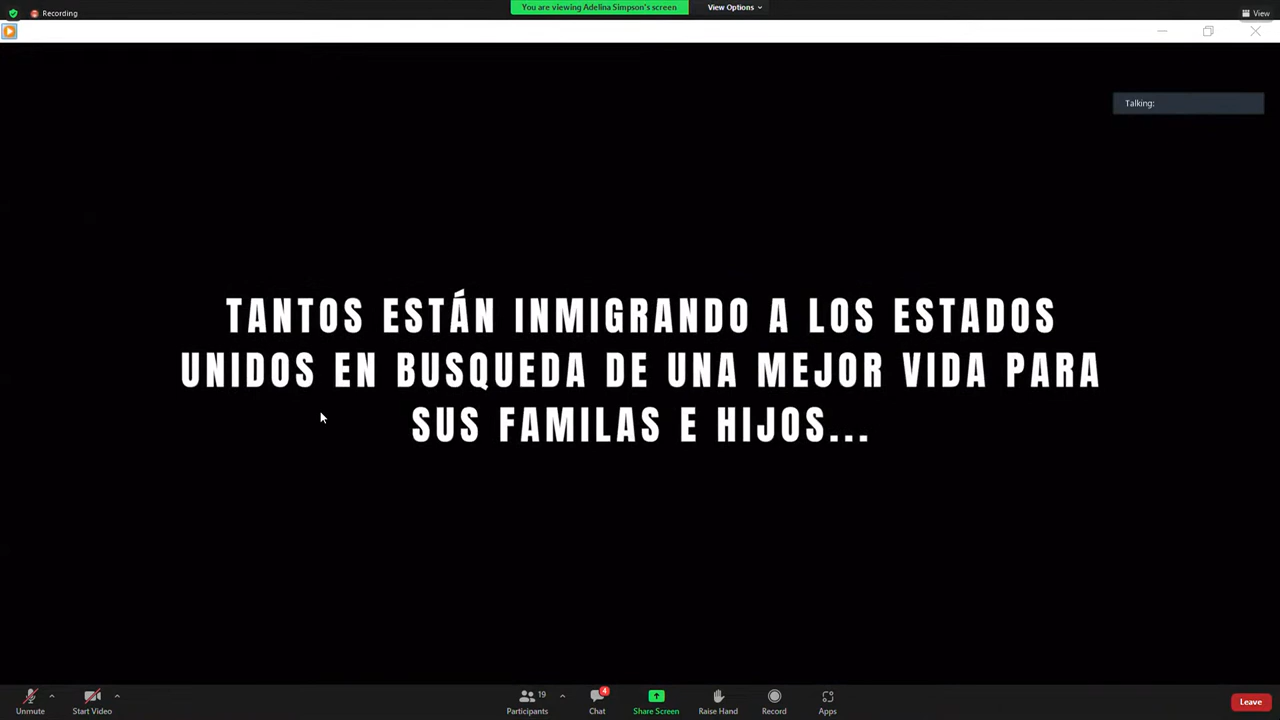 Recording
You are viewing Adelina Simpson's screen
View Options
View
Talking:
TANTOS ESTÁN INMIGRANDO A LOS ESTADOS
UNIDOS EN BUSQUEDA DE UNA MEJOR VIDA PARA
SUS FAMILAS E HIJOS...
Unmute
Start Video
19
Participants
4
Chat
Share Screen
Raise Hand
Record
Apps
Leave